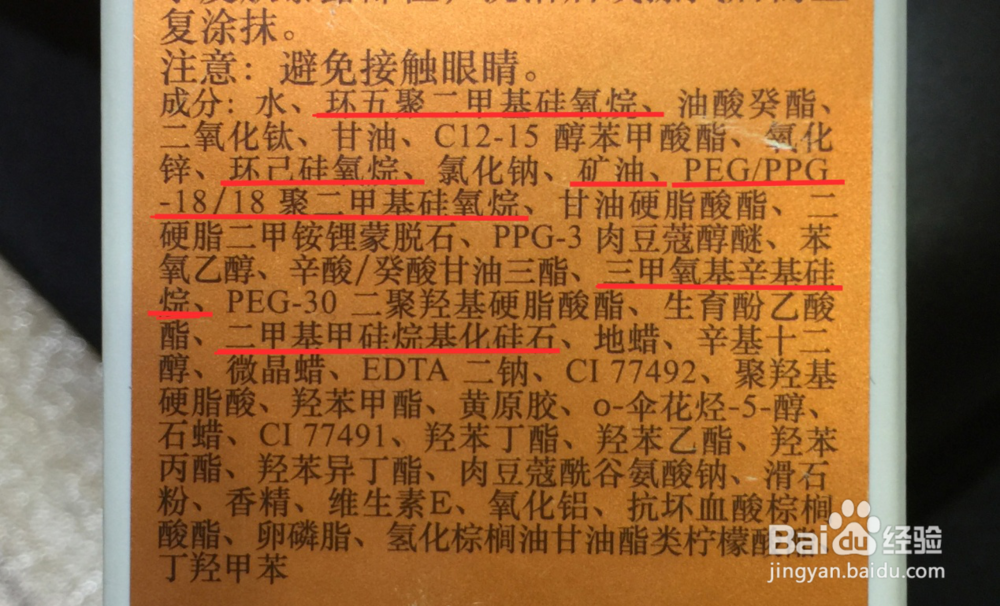 复涂抹。
注意：避免接触眼睛。
成分：水、环五聚二甲基硅氧烷、油酸癸酯、
二氧化钛、甘油、C12-15 醇苯甲酸酯、氧化
锌、环己硅氧烷、氯化钠、矿油、PEG/PPG
-18/18 聚二甲基硅氧烷、甘油硬脂酸酯、二
硬脂二甲铵锂蒙脱石、PPG-3 肉豆蔻醇醚、苯
氧乙醇、辛酸/癸酸甘油三酯、三甲氧基辛基硅
烷、PEG-30 二聚羟基硬脂酸酯、生育酚乙酸
酯、二甲基甲硅烷基化硅石、地蜡、辛基十二
醇、微晶蜡、EDTA 二钠、CI 77492、聚羟基
硬脂酸、羟苯甲酯、黄原胶、o-伞花烃-5-醇、
石蜡、CI 77491、羟苯丁酯、羟苯乙酯、羟苯
丙酯、羟苯异丁酯、肉豆蔻酰谷氨酸钠、滑石
粉、香精、维生素E、氧化铝、抗坏血酸棕榈
酸酯、卵磷脂、氢化棕榈油甘油酯类柠檬酸
丁羟甲苯
Baidu经验
jingyan.baidu.com